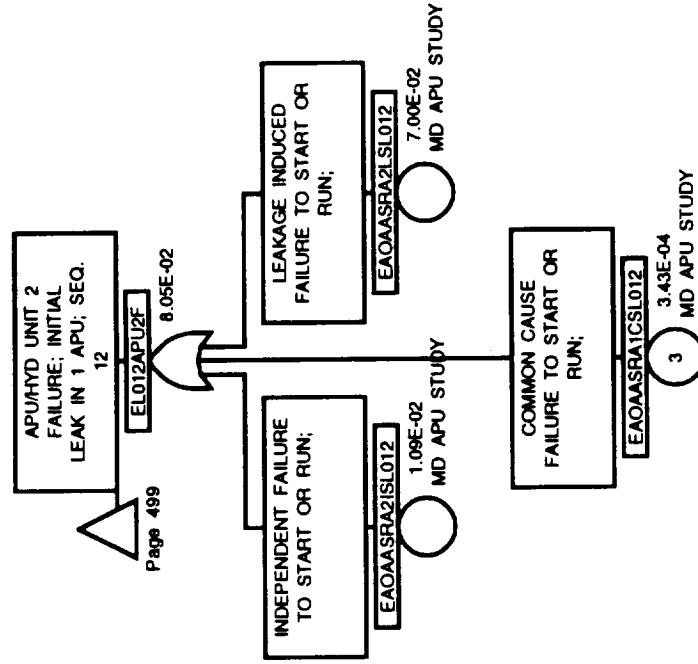 APU/HYD UNIT 2
FAILURE; INITIAL
LEAK IN 1 APU; SEQ.
12
EL012APU2F
8.05E-02
Page 499
INDEPENDENT FAILURE
TO START OR RUN;
EAOAASRA2ISL012
1.09E-02
MD APU STUDY
COMMON CAUSE
FAILURE TO START OR
RUN;
EAOAASRA1CSL012
3
3.43E-04
MD APU STUDY
LEAKAGE INDUCED
FAILURE TO START OR
RUN;
EAOAASRA2LSL012
7.00E-02
MD APU STUDY